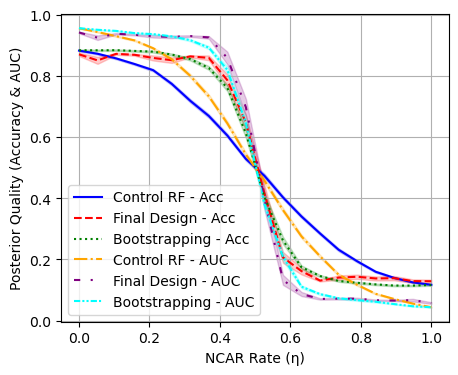 1.0
0.8
0.6
0.4
0.2
0.0
Posterior Quality (Accuracy & AUC)
Control RF - Acc
Final Design - Acc
Bootstrapping - Acc
Control RF - AUC
Final Design - AUC
Bootstrapping - AUC
0.0 0.2 0.4 0.6 0.8 1.0
NCAR Rate (η)